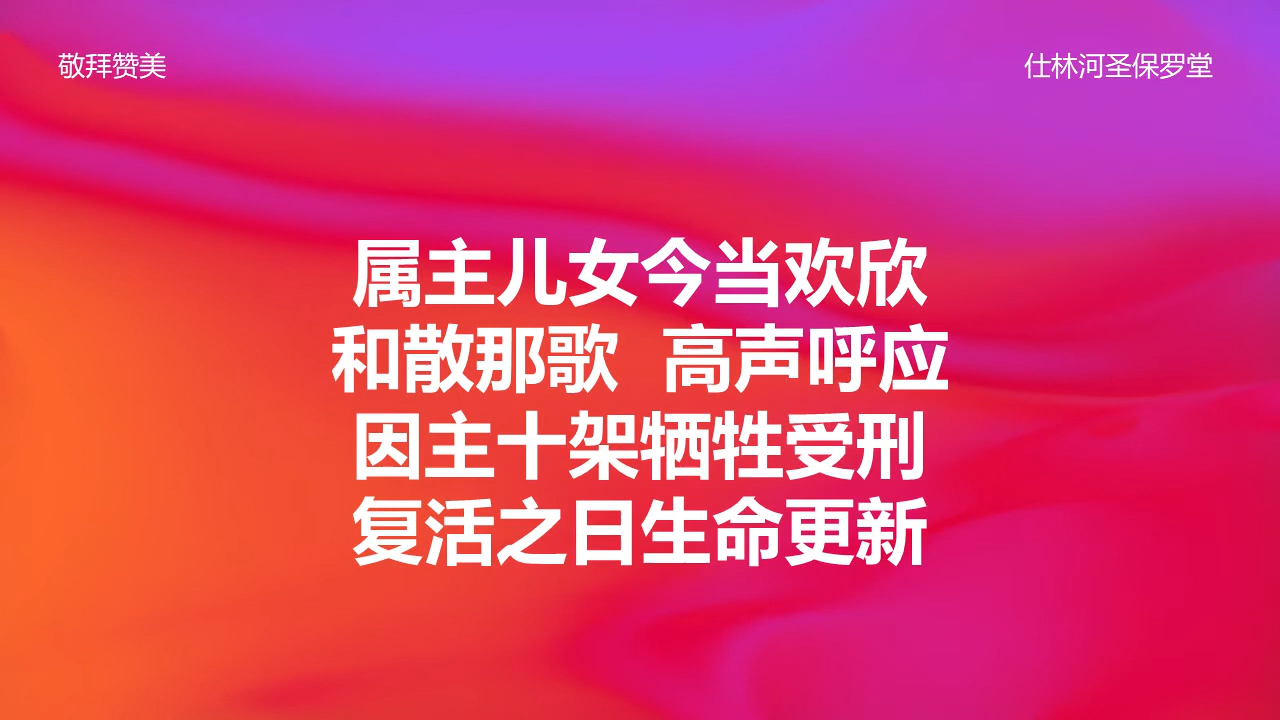 敬拜赞美
仕林河圣保罗堂
属主儿女今当欢欣
和散那歌 高声呼应
因主十架牺牲受刑
复活之日生命更新